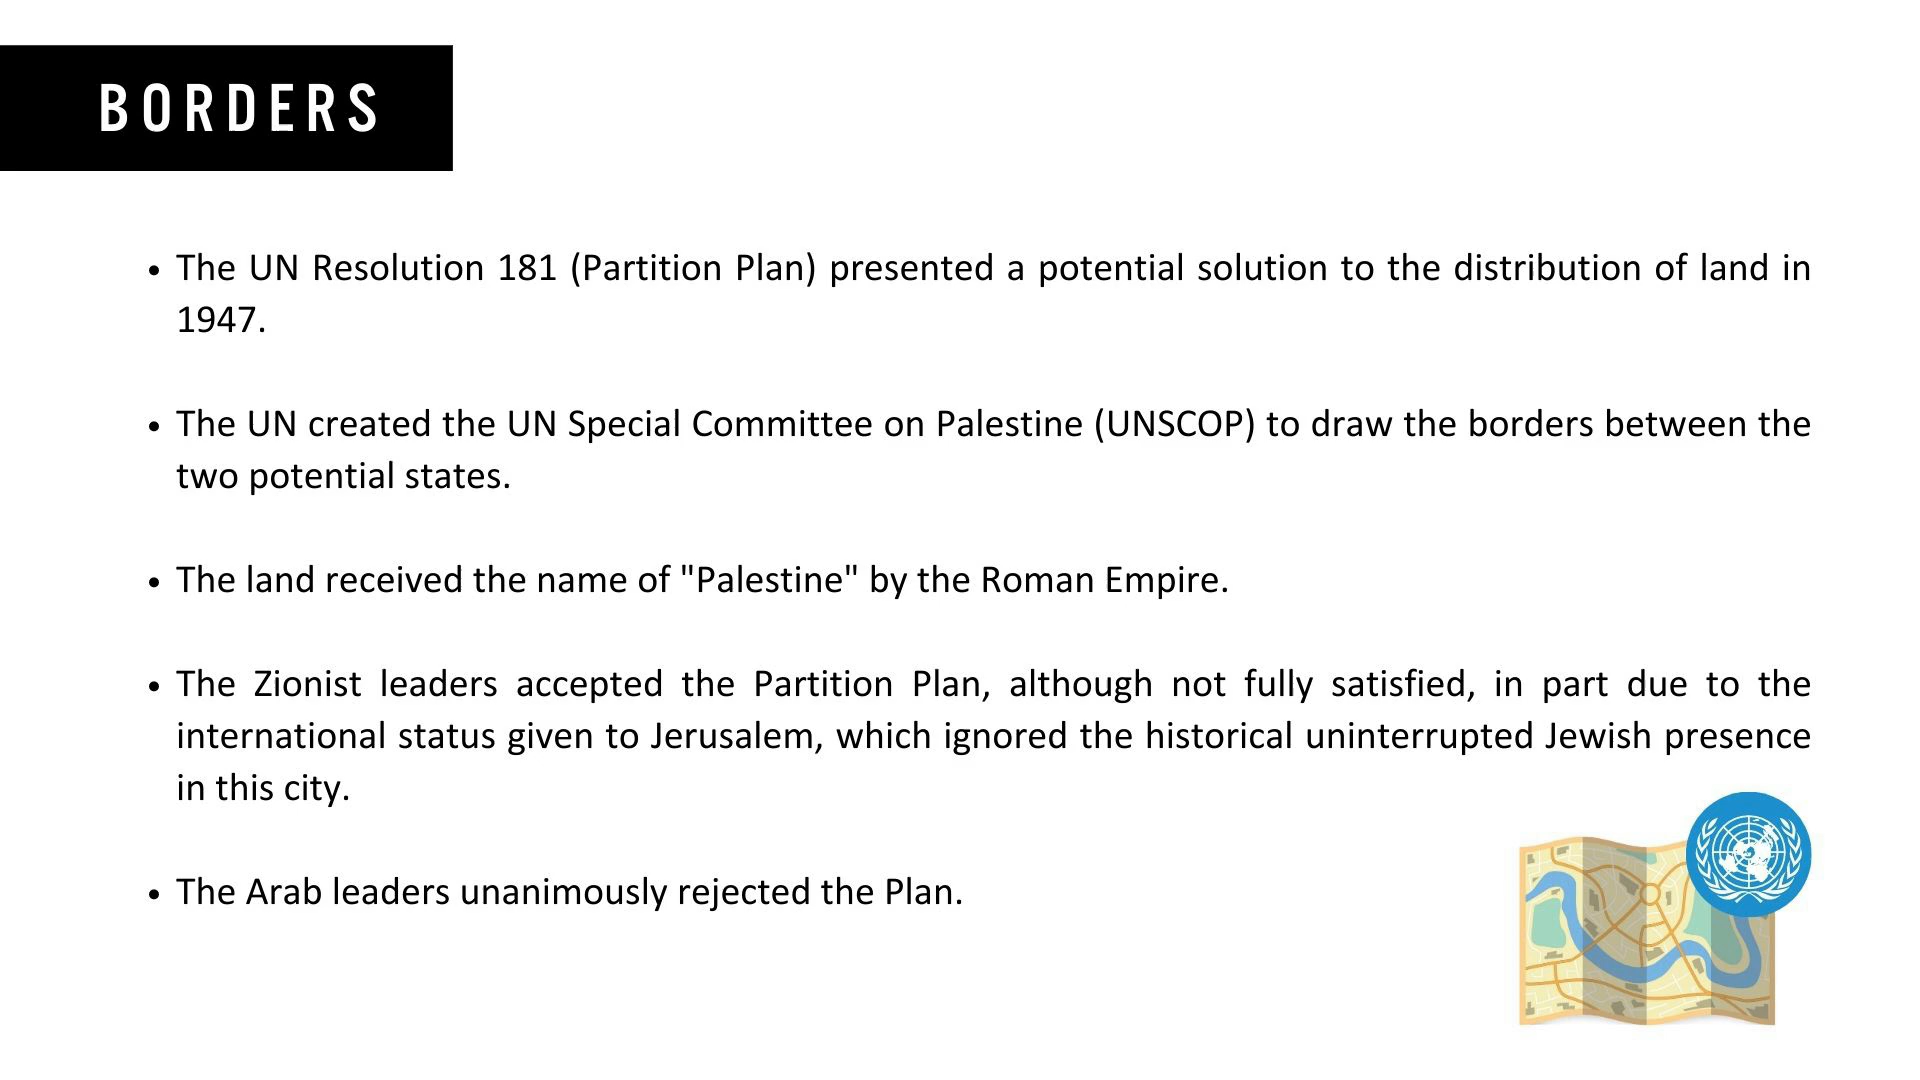 BORDERS
• The UN Resolution 181 (Partition Plan) presented a potential solution to the distribution of land in
1947.
• The UN created the UN Special Committee on Palestine (UNSCOP) to draw the borders between the
two potential states.
• The land received the name of "Palestine" by the Roman Empire.
• The Zionist leaders accepted the Partition Plan, although not fully satisfied, in part due to the
international status given to Jerusalem, which ignored the historical uninterrupted Jewish presence
in this city.
• The Arab leaders unanimously rejected the Plan.